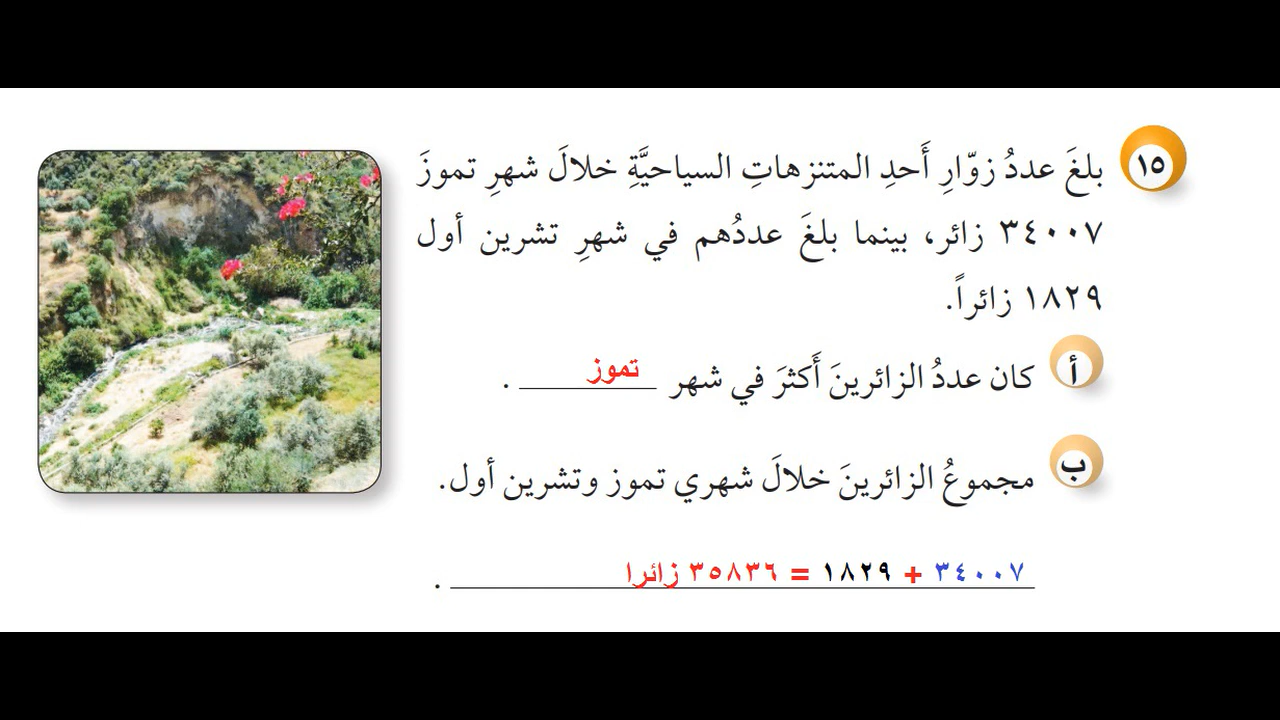 ١٥ بلغَ عددُ زوّارِ أَحدِ المتنزهاتِ السياحيَّةِ خلالَ شهرِ تموزَ
٣٤٠٠٧ زائر، بينما بلغَ عددُهم في شهرِ تشرين أول
١٨٢٩ زائراً.
أ كان عددُ الزائرينَ أَكثرَ في شهر تموز .
ب مجموعُ الزائرينَ خلالَ شهري تموز وتشرين أول.
٣٤٠٠٧ + ١٨٢٩ = ٣٥٨٣٦ زائرا .